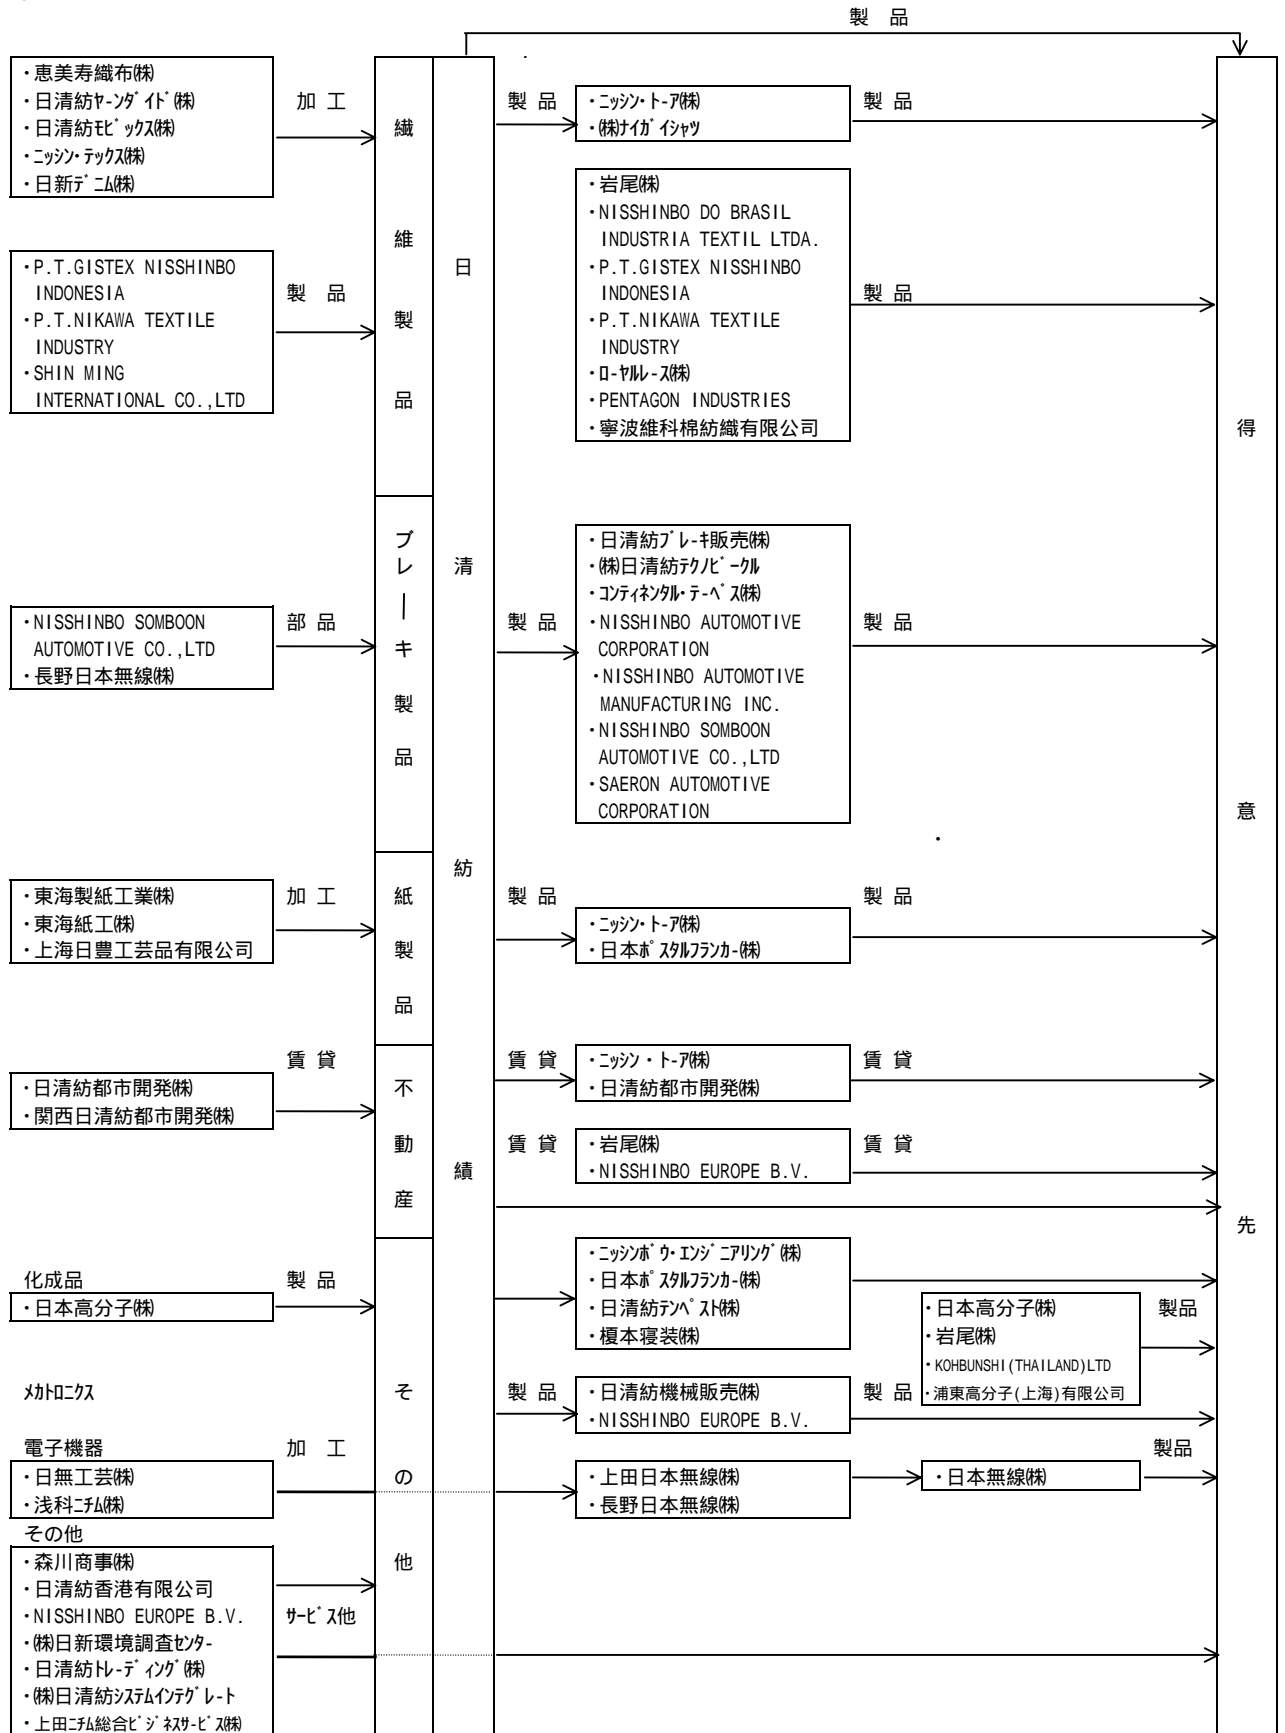 製 品
・恵美寿織布㈱
・日清紡ヤーンダイド㈱
・日清紡モビックス㈱
・ニッシン・テックス㈱
・日新デニム㈱
加 工
・P.T.GISTEX NISSHINBO
INDONESIA
・P.T.NIKAWA TEXTILE
INDUSTRY
・SHIN MING
INTERNATIONAL CO.,LTD
製 品
繊維製品
日清紡績
製 品
・ニッシン・トーア㈱
・㈱ナイガイシャツ
製 品
・岩尾㈱
・NISSHINBO DO BRASIL
INDUSTRIA TEXTIL LTDA.
・P.T.GISTEX NISSHINBO
INDONESIA
・P.T.NIKAWA TEXTILE
INDUSTRY
・ローヤルレース㈱
・PENTAGON INDUSTRIES
・寧波維科棉紡織有限公司
製 品
得意先
・NISSHINBO SOMBOON
AUTOMOTIVE CO.,LTD
・長野日本無線㈱
部 品
ブレーキ製品
製 品
・日清紡ブレーキ販売㈱
・㈱日清紡テクノビークル
・コンティネンタル・テーベス㈱
・NISSHINBO AUTOMOTIVE
CORPORATION
・NISSHINBO AUTOMOTIVE
MANUFACTURING INC.
・NISSHINBO SOMBOON
AUTOMOTIVE CO.,LTD
・SAERON AUTOMOTIVE
CORPORATION
製 品
・東海製紙工業㈱
・東海紙工㈱
・上海日豊工芸品有限公司
加 工
紙製品
製 品
・ニッシン・トーア㈱
・日本ポスタルフランカー㈱
製 品
・日清紡都市開発㈱
・関西日清紡都市開発㈱
賃 貸
不動産
賃 貸
・ニッシン・トーア㈱
・日清紡都市開発㈱
賃 貸
賃 貸
・岩尾㈱
・NISSHINBO EUROPE B.V.
賃 貸
化成品
・日本高分子㈱
製 品
その他
・ニッシンボウ・エンジニアリング㈱
・日本ポスタルフランカー㈱
・日清紡テンペスト㈱
・榎本寝装㈱
・日本高分子㈱
・岩尾㈱
・KOHBUNSHI(THAILAND)LTD
・浦東高分子(上海)有限公司
製品
メカトロニクス
製 品
・日清紡機械販売㈱
・NISSHINBO EUROPE B.V.
製 品
電子機器
・日無工芸㈱
・浅科ニチム㈱
加 工
・上田日本無線㈱
・長野日本無線㈱
・日本無線㈱
製品
その他
・森川商事㈱
・日清紡香港有限公司
・NISSHINBO EUROPE B.V.
・㈱日新環境調査センター
・日清紡トレーディング㈱
・㈱日清紡システムインテグレート
・上田ニチム総合ビジネスサービス㈱
サービス他